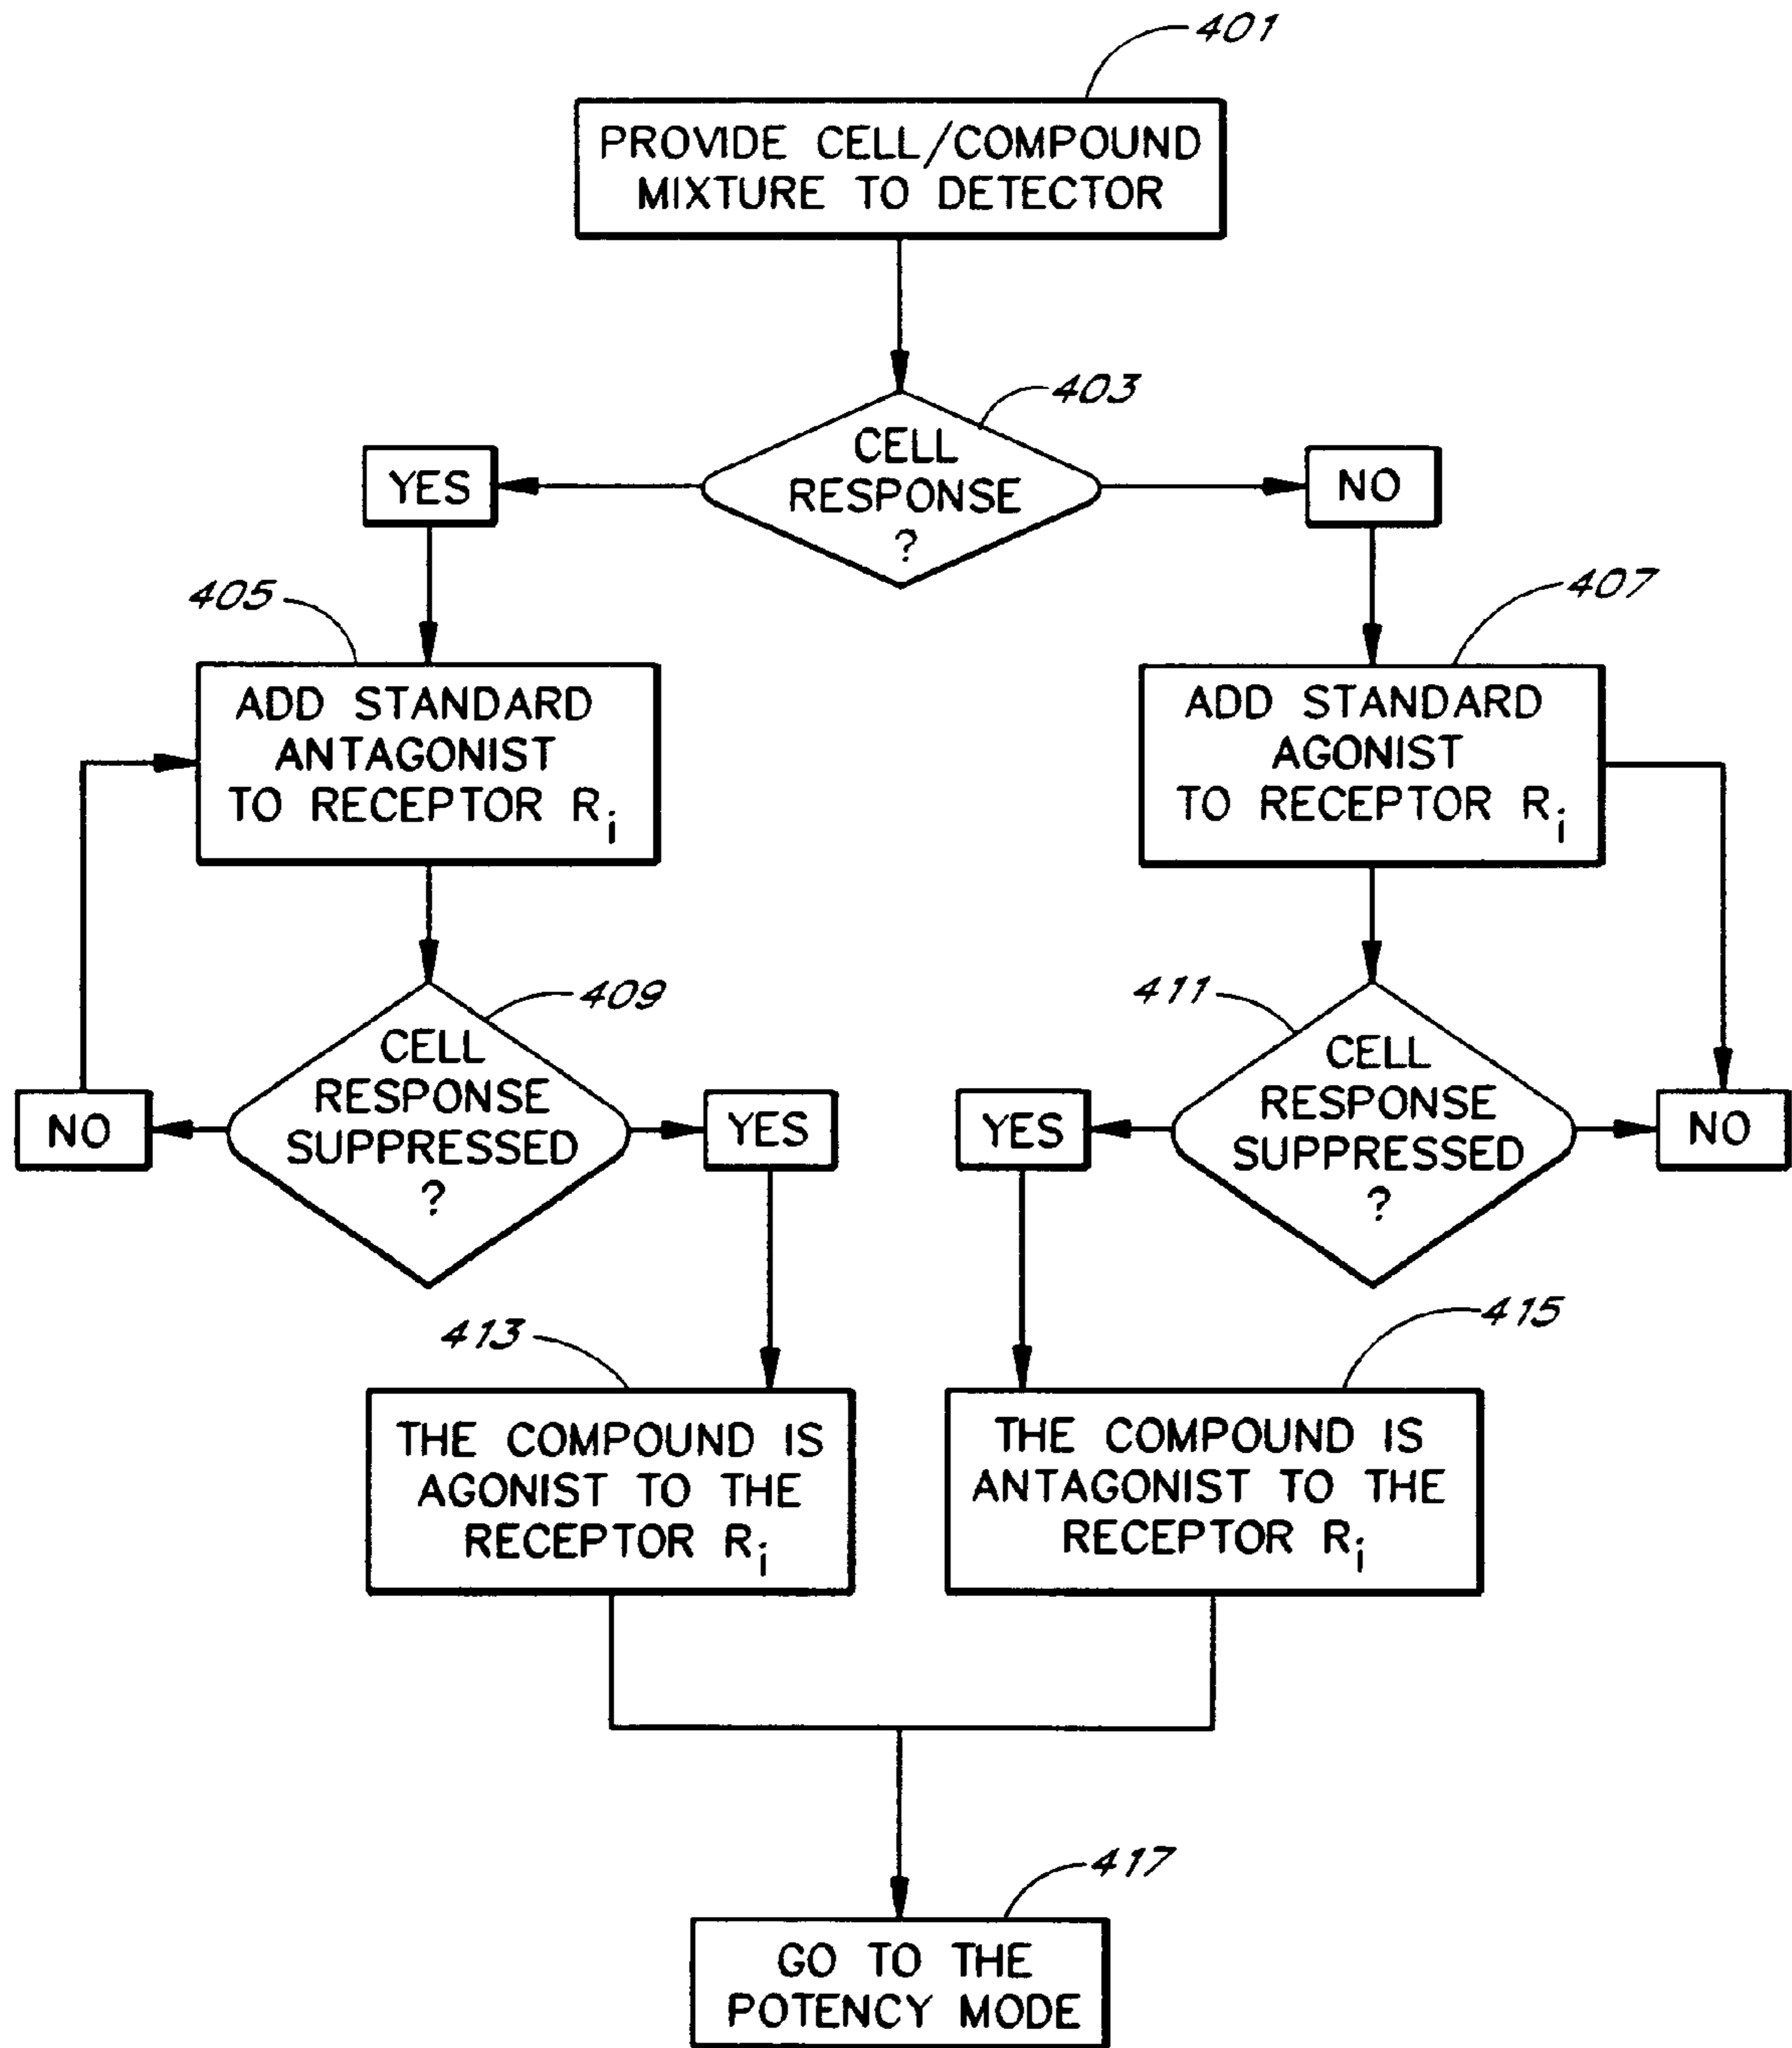 401
PROVIDE CELL/COMPOUND
MIXTURE TO DETECTOR
403
CELL
RESPONSE
?
YES
NO
405
407
ADD STANDARD
ANTAGONIST
TO RECEPTOR Ri
ADD STANDARD
AGONIST
TO RECEPTOR Ri
409
411
CELL
RESPONSE
SUPPRESSED
?
NO
YES
CELL
RESPONSE
SUPPRESSED
?
YES
NO
413
415
THE COMPOUND IS
AGONIST TO THE
RECEPTOR Ri
THE COMPOUND IS
ANTAGONIST TO THE
RECEPTOR Ri
417
GO TO THE
POTENCY MODE